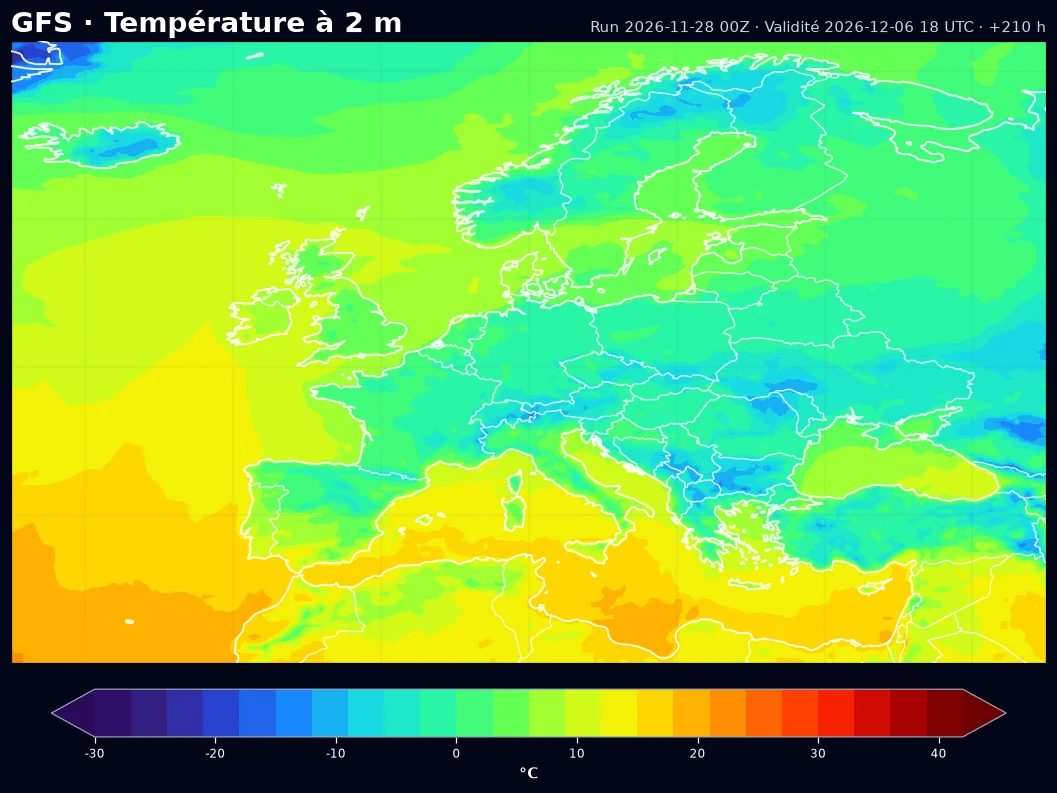 GFS · Température à 2 m
Run 2026-11-28 00Z · Validité 2026-12-06 18 UTC · +210 h
-30 -20 -10 0 10 20 30 40
°C